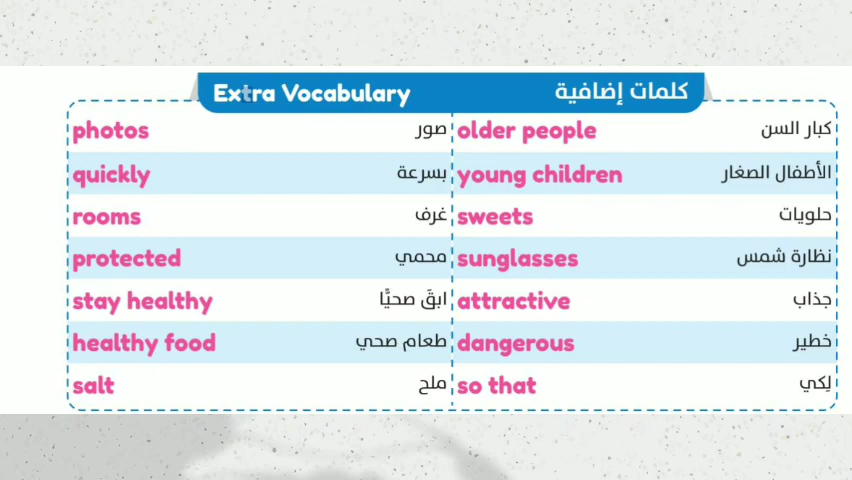 Extra Vocabulary كلمات إضافية
photos صور older people كبار السن
quickly بسرعة young children الأطفال الصغار
rooms غرف sweets حلويات
protected محمي sunglasses نظارة شمس
stay healthy ابقَ صحيًّا attractive جذاب
healthy food طعام صحي dangerous خطير
salt ملح so that لِكي